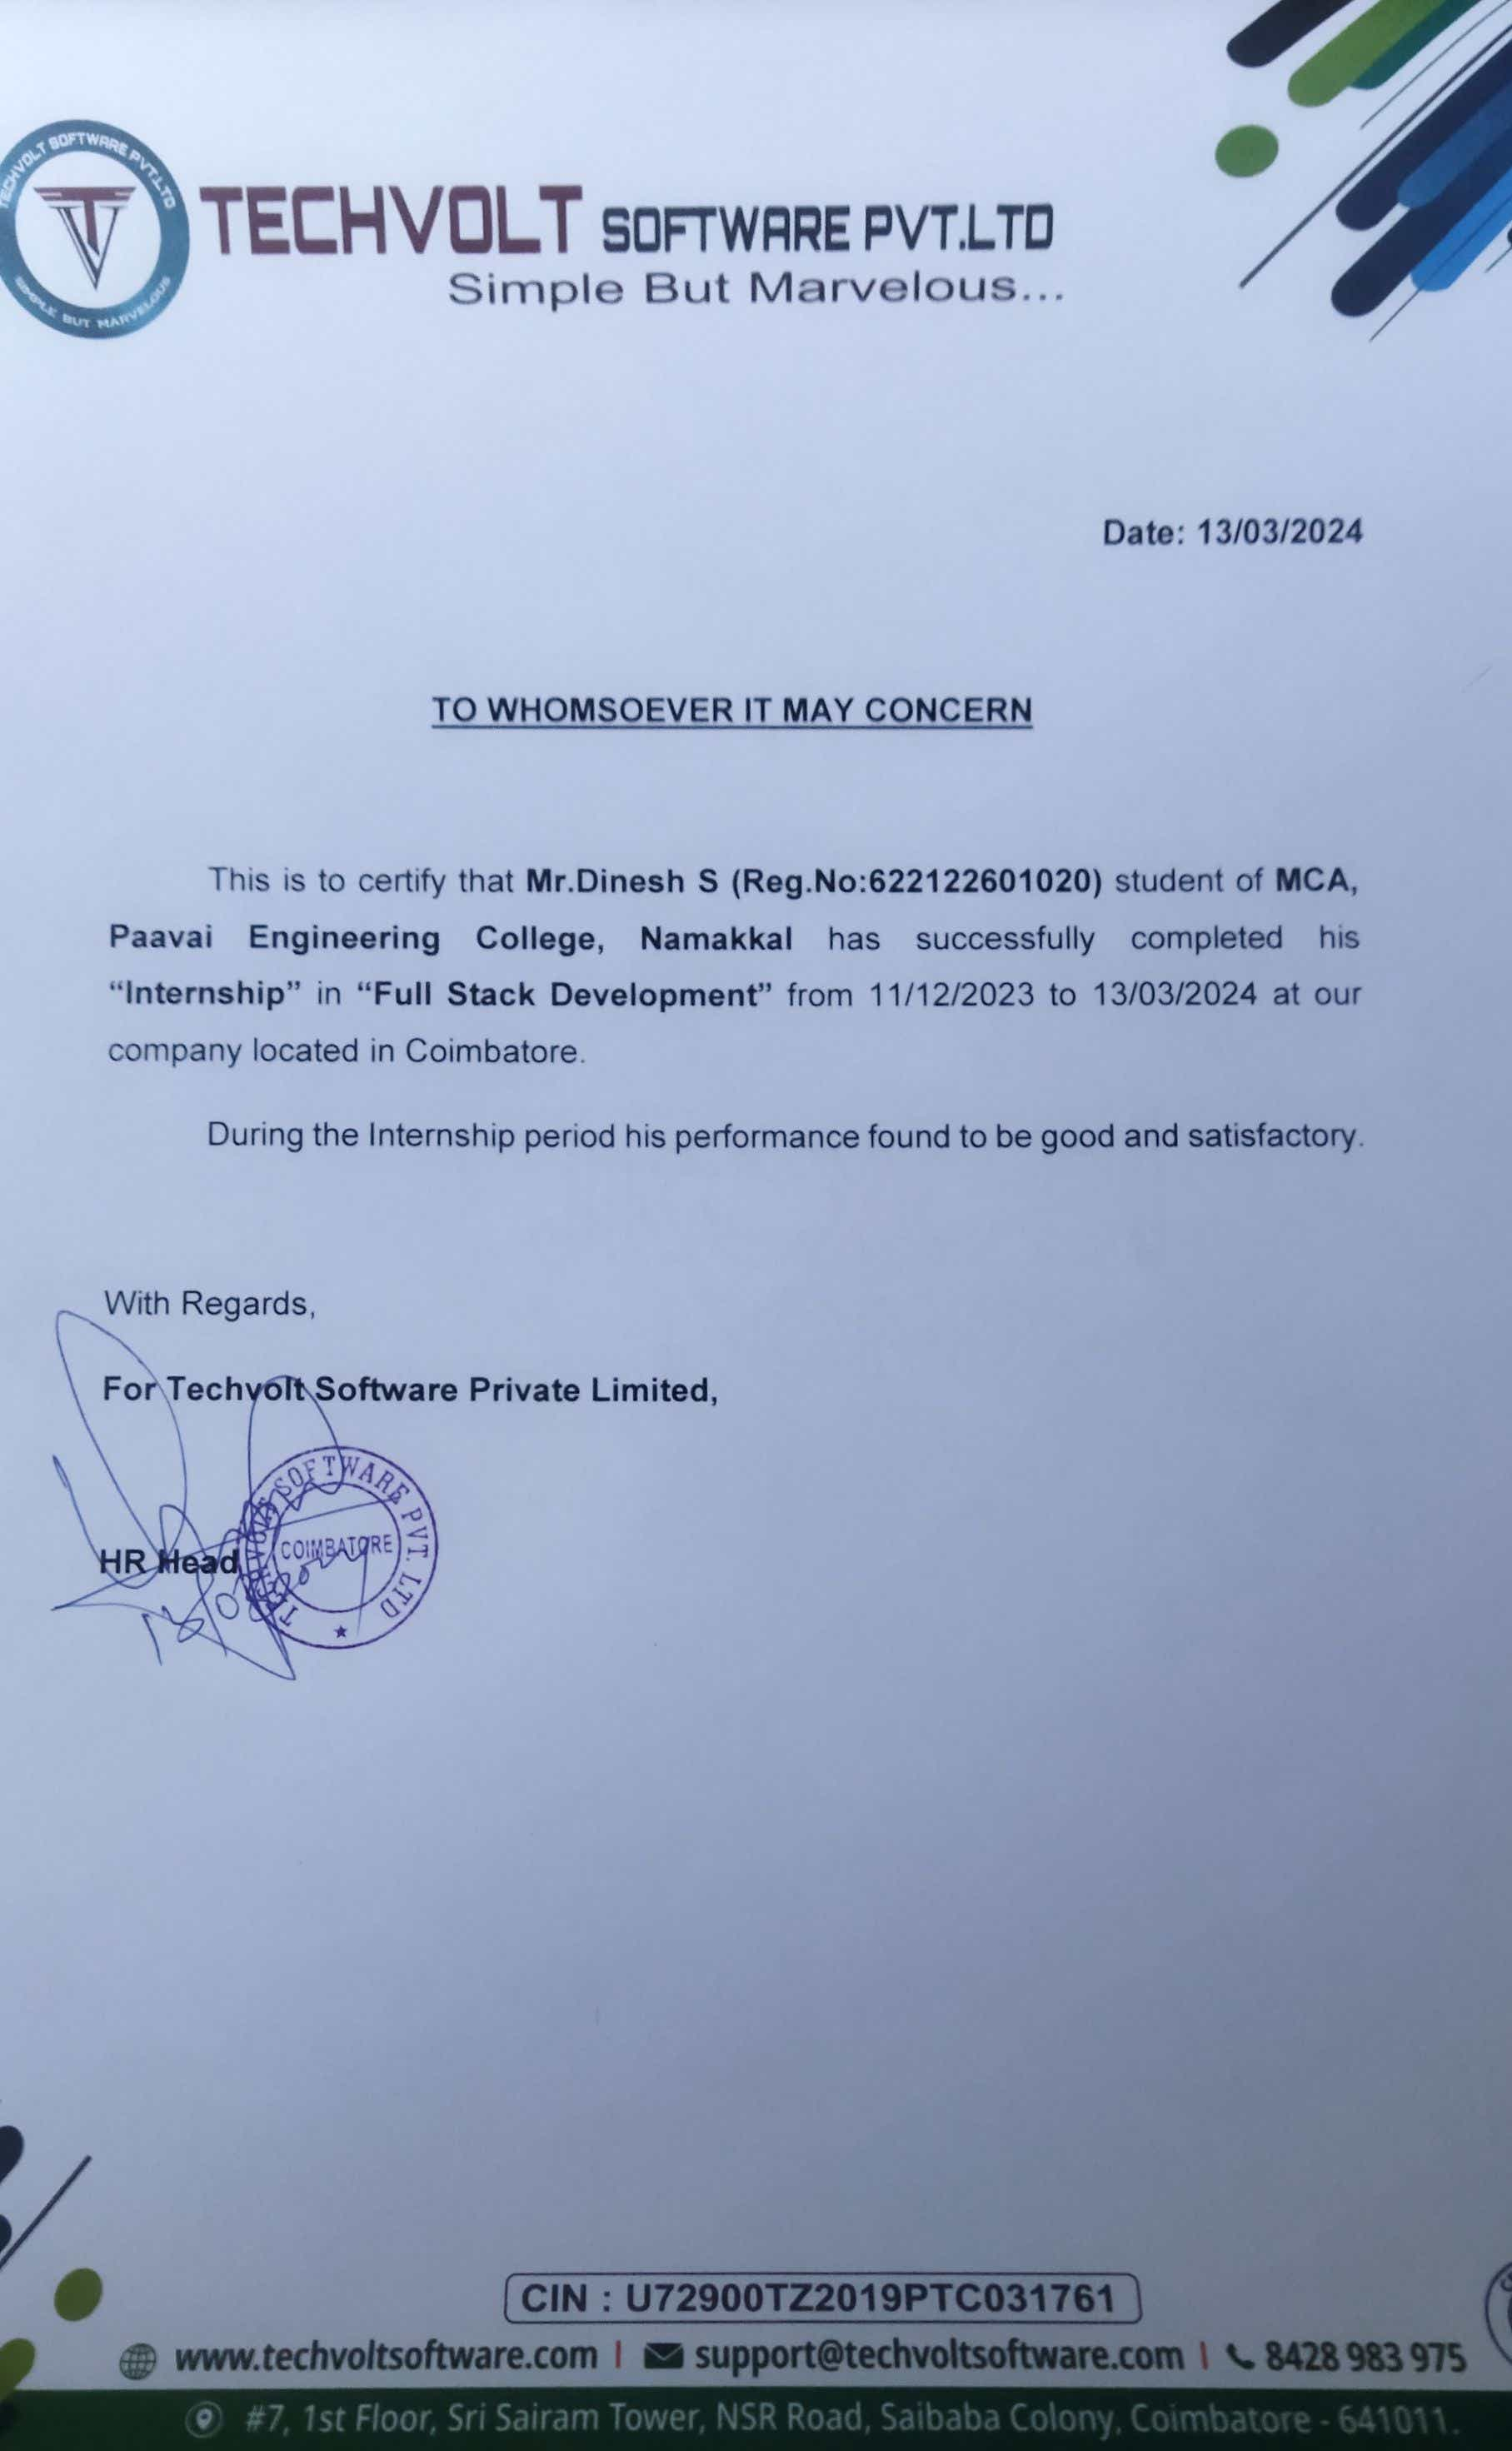 TECHVOLT SOFTWARE PVT.LTD
SIMPLE BUT MARVELOUS
TECHVOLT SOFTWARE PVT.LTD
Simple But Marvelous...
Date: 13/03/2024
TO WHOMSOEVER IT MAY CONCERN
This is to certify that Mr.Dinesh S (Reg.No:622122601020) student of MCA,
Paavai Engineering College, Namakkal has successfully completed his
“Internship” in “Full Stack Development” from 11/12/2023 to 13/03/2024 at our
company located in Coimbatore.
During the Internship period his performance found to be good and satisfactory.
With Regards,
For Techvolt Software Private Limited,
TECHVOLT SOFTWARE PVT. LTD
COIMBATORE
HR Head
CIN : U72900TZ2019PTC031761
www.techvoltsoftware.com | support@techvoltsoftware.com | 8428 983 975
#7, 1st Floor, Sri Sairam Tower, NSR Road, Saibaba Colony, Coimbatore - 641011.